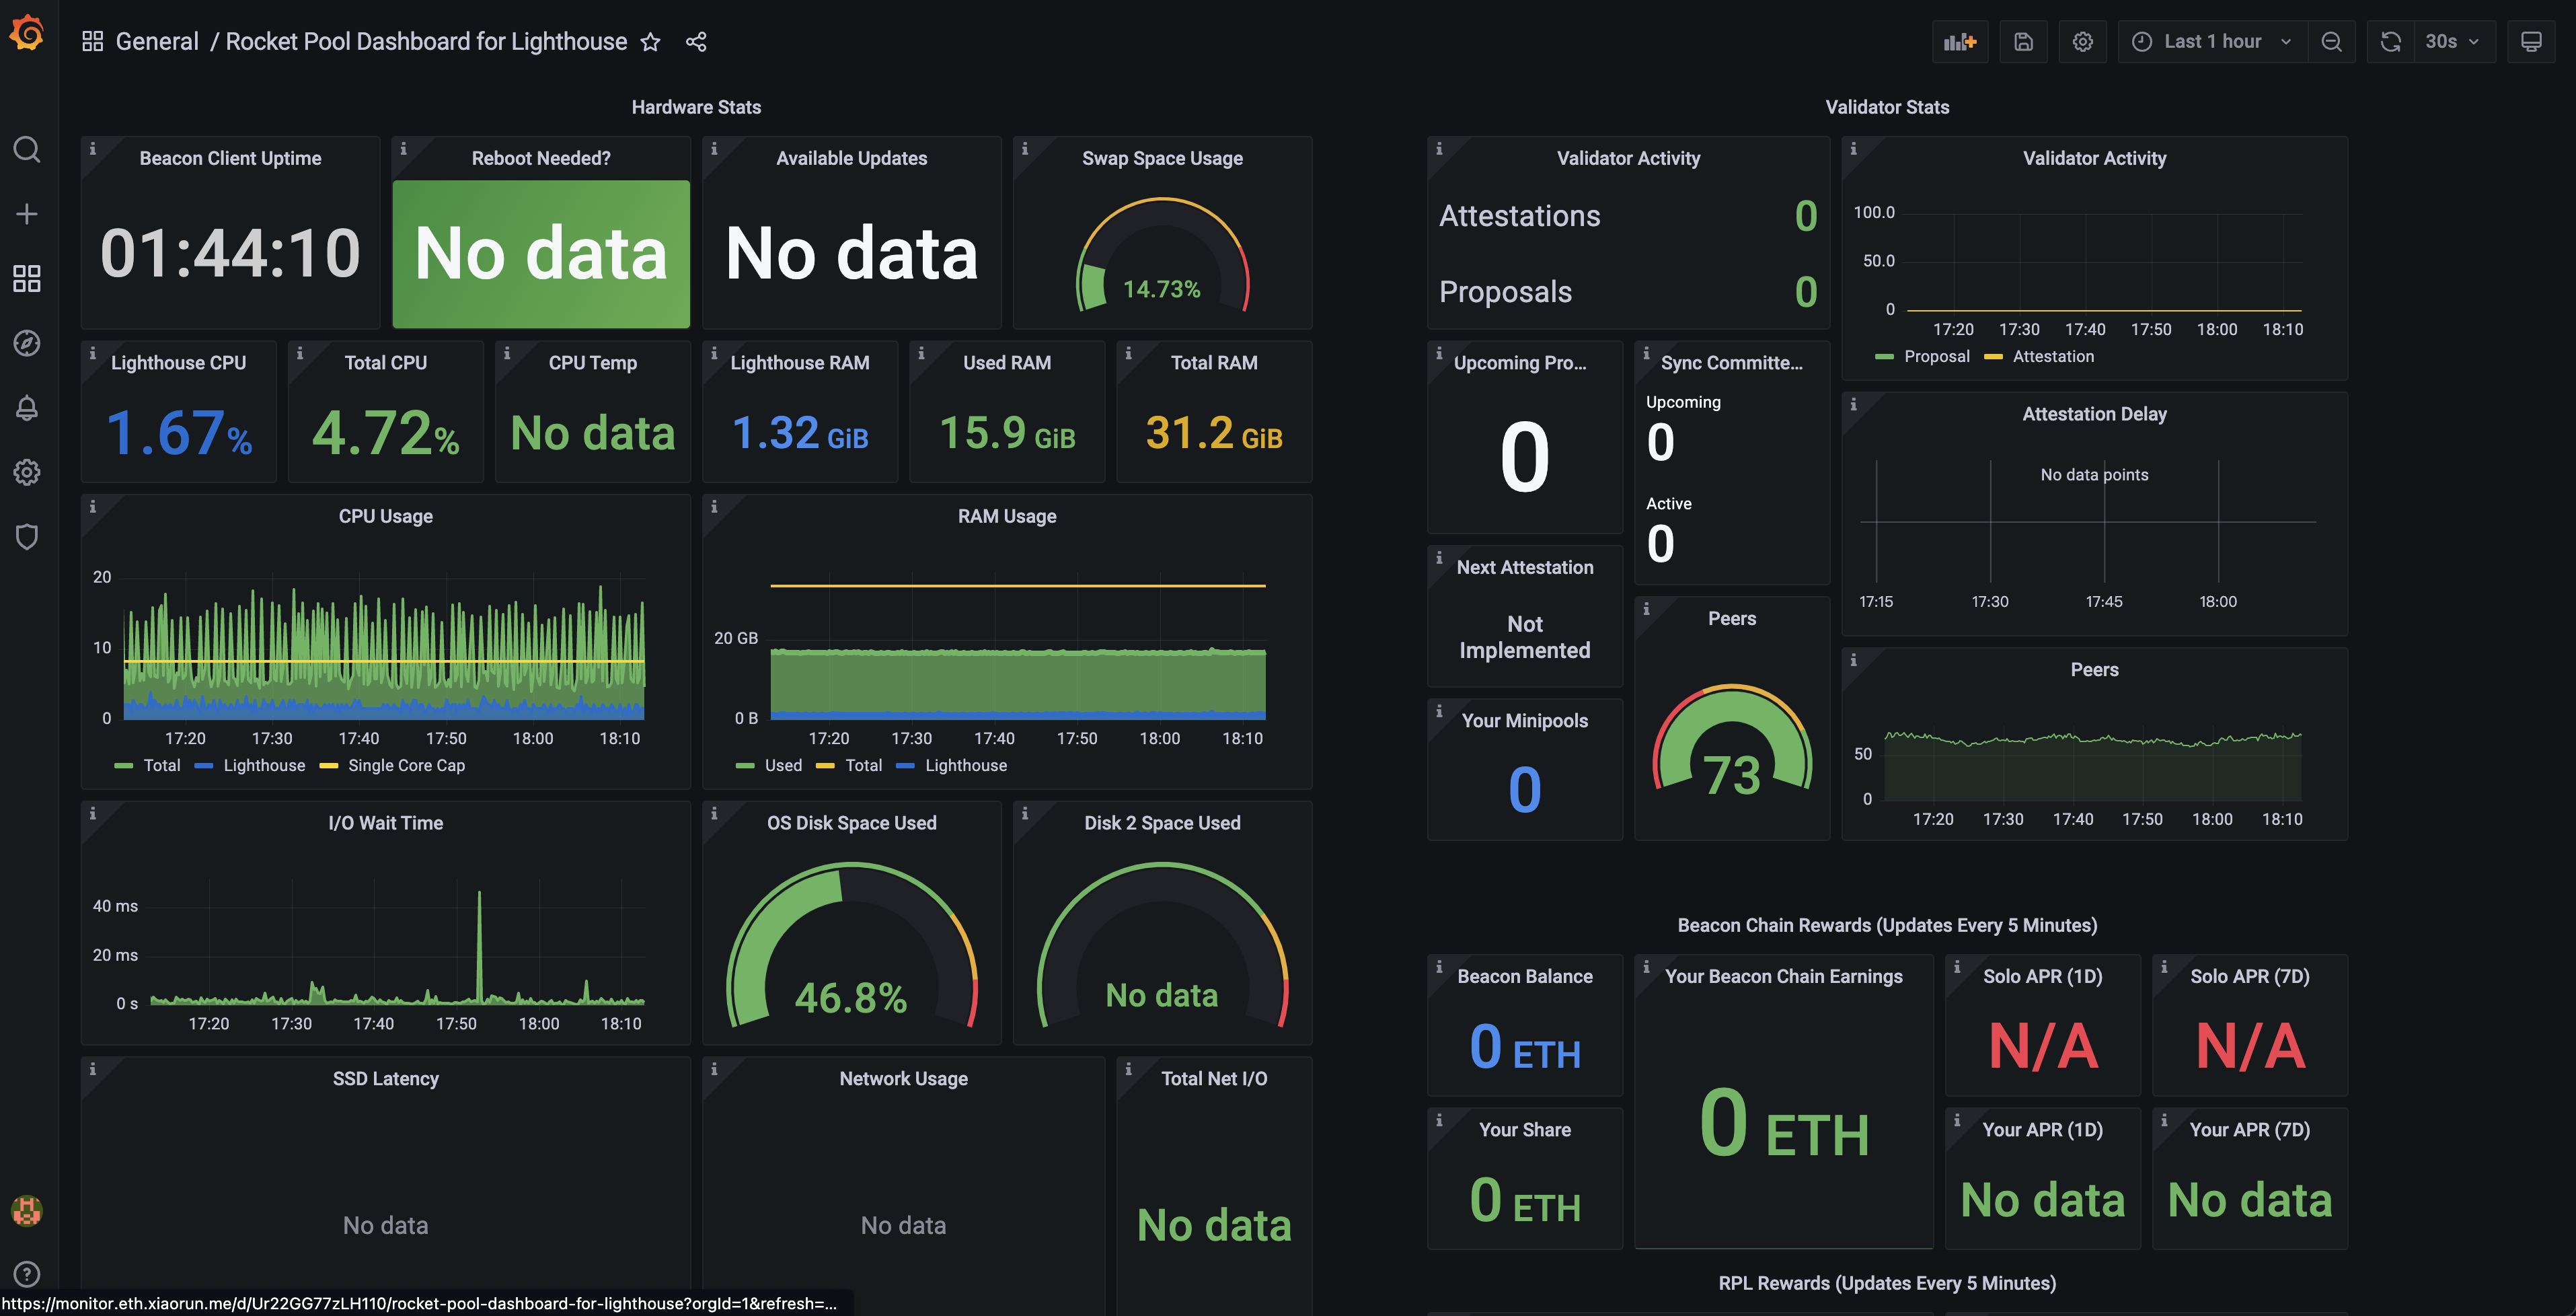 General / Rocket Pool Dashboard for Lighthouse
Last 1 hour
30s
Hardware Stats
Beacon Client Uptime
01:44:10
Reboot Needed?
No data
Available Updates
No data
Swap Space Usage
14.73%
Lighthouse CPU
1.67%
Total CPU
4.72%
CPU Temp
No data
Lighthouse RAM
1.32 GiB
Used RAM
15.9 GiB
Total RAM
31.2 GiB
CPU Usage
20
10
0
17:20 17:30 17:40 17:50 18:00 18:10
Total Lighthouse Single Core Cap
RAM Usage
20 GB
0 B
17:20 17:30 17:40 17:50 18:00 18:10
Used Total Lighthouse
I/O Wait Time
40 ms
20 ms
0 s
17:20 17:30 17:40 17:50 18:00 18:10
OS Disk Space Used
46.8%
Disk 2 Space Used
No data
SSD Latency
No data
Network Usage
No data
Total Net I/O
No data
Validator Stats
Validator Activity
Attestations 0
Proposals 0
Validator Activity
100.0
50.0
0
17:20 17:30 17:40 17:50 18:00 18:10
Proposal Attestation
Upcoming Pro...
0
Sync Committe...
Upcoming
0
Active
0
Attestation Delay
No data points
17:15 17:30 17:45 18:00
Next Attestation
Not
Implemented
Peers
73
Peers
50
0
17:20 17:30 17:40 17:50 18:00 18:10
Your Minipools
0
Beacon Chain Rewards (Updates Every 5 Minutes)
Beacon Balance
0 ETH
Your Beacon Chain Earnings
0 ETH
Solo APR (1D)
N/A
Solo APR (7D)
N/A
Your Share
0 ETH
Your APR (1D)
No data
Your APR (7D)
No data
RPL Rewards (Updates Every 5 Minutes)
https://monitor.eth.xiaorun.me/d/Ur22GG77zLH110/rocket-pool-dashboard-for-lighthouse?orgId=1&refresh=...